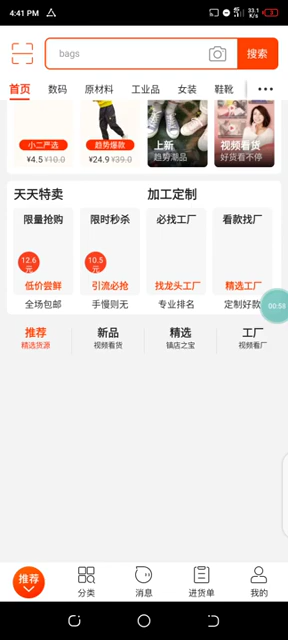 4:41 PM
4G
33.1
K/s
3
bags
搜索
首页 数码 原材料 工业品 女装 鞋靴
小二严选 趋势爆款 上新 视频看货
¥4.5 ¥10.0 ¥24.9 ¥39.0 趋势潮品 好货看不停
天天特卖 加工定制
限量抢购 限时秒杀 必找工厂 看款找厂
12.6
元
10.5
元
低价尝鲜 引流必抢 找龙头工厂 精选工厂
全场包邮 手慢则无 专业排名 定制好款
00:58
推荐 新品 精选 工厂
精选货源 视频看货 镇店之宝 视频看厂
推荐
分类 消息 进货单 我的